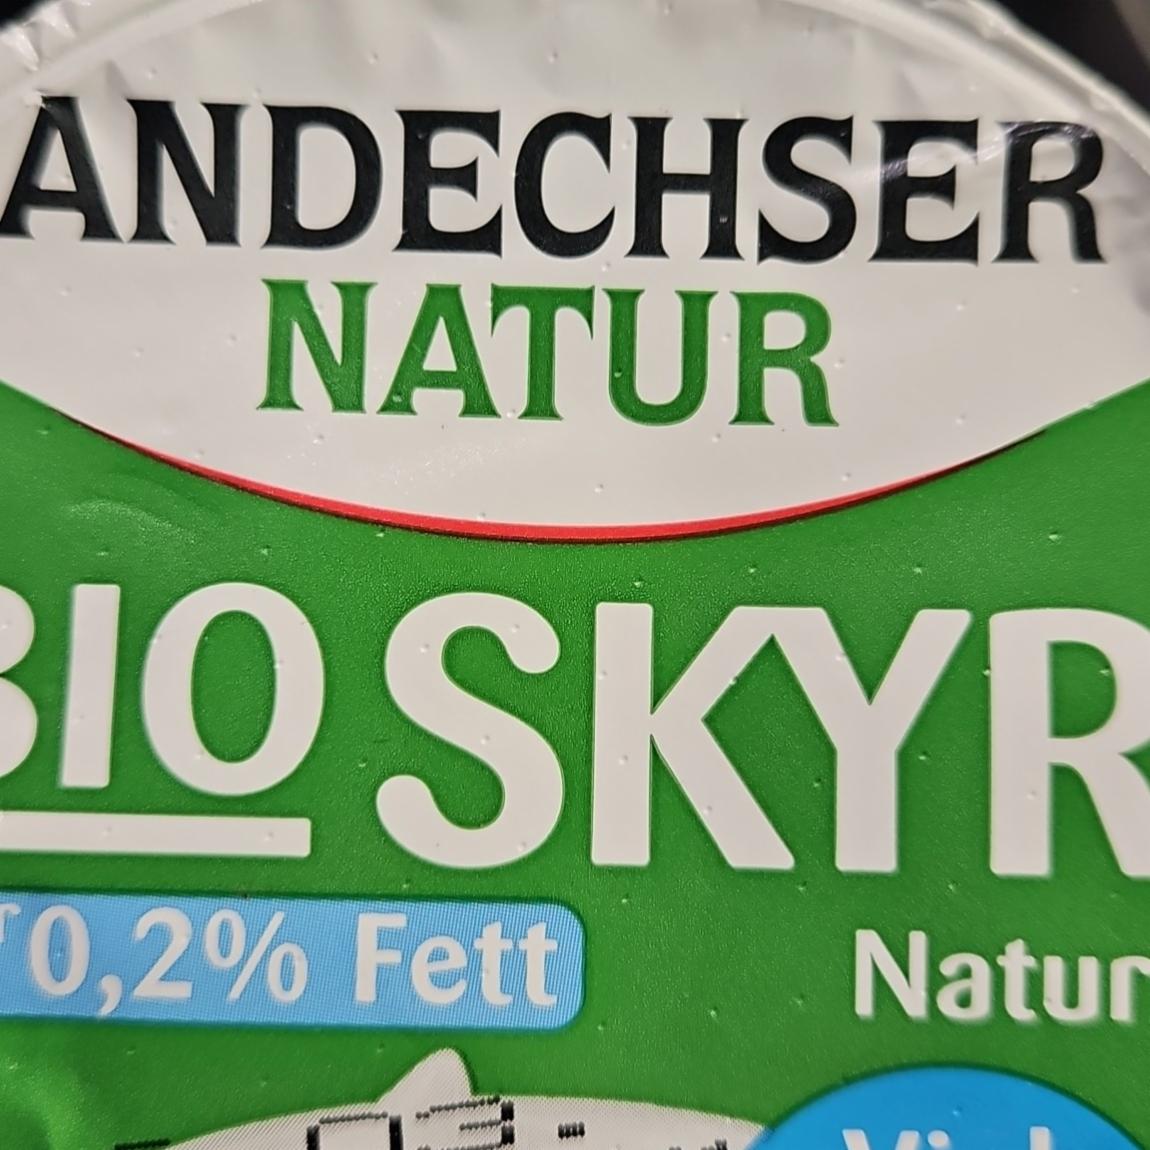 ANDECHSER
NATUR
BIO SKYR
0,2% Fett
Natur